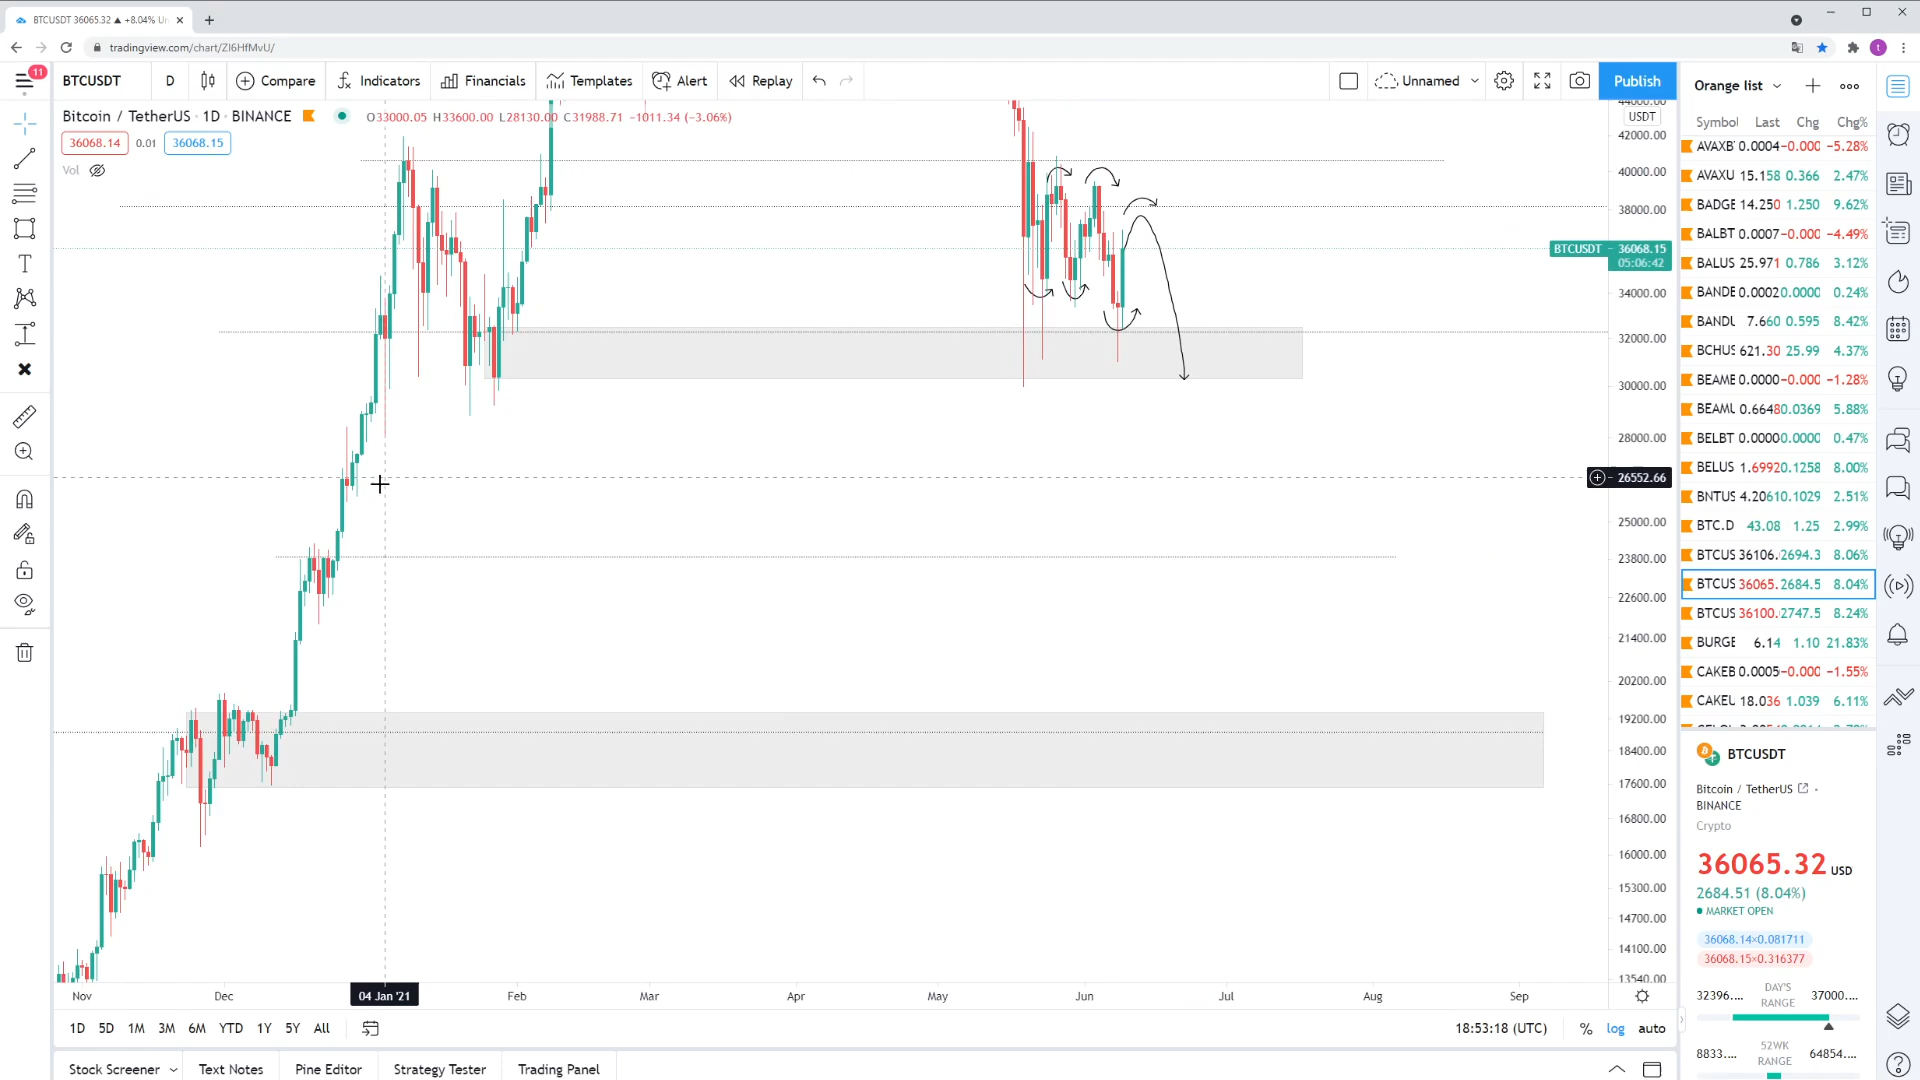 BTCUSDT 36065.32 ▲ +8.04% Un
tradingview.com/chart/ZI6HfMvU/
t
11
BTCUSDT
D
Compare
Indicators
Financials
Templates
Alert
Replay
Unnamed
Publish
Orange list
Bitcoin / TetherUS · 1D · BINANCE
O33000.05 H33600.00 L28130.00 C31988.71 −1011.34 (−3.06%)
36068.14 0.01 36068.15
Vol
44000.00
USDT
42000.00
40000.00
38000.00
BTCUSDT 36068.15
05:06:42
34000.00
32000.00
30000.00
28000.00
26552.66
25000.00
23800.00
22600.00
21400.00
20200.00
19200.00
18400.00
17600.00
16800.00
16000.00
15300.00
14700.00
14100.00
13540.00
Nov Dec 04 Jan '21 Feb Mar Apr May Jun Jul Aug Sep
1D 5D 1M 3M 6M YTD 1Y 5Y All
18:53:18 (UTC) % log auto
Stock Screener Text Notes Pine Editor Strategy Tester Trading Panel
Symbol Last Chg Chg%
AVAXB 0.0004 −0.000 −5.28%
AVAXU 15.158 0.366 2.47%
BADGE 14.250 1.250 9.62%
BALBT 0.0007 −0.000 −4.49%
BALUS 25.971 0.786 3.12%
BANDE 0.0002 0.0000 0.24%
BANDU 7.660 0.595 8.42%
BCHUS 621.30 25.99 4.37%
BEAME 0.0000 −0.000 −1.28%
BEAMU 0.6648 0.0369 5.88%
BELBT 0.0000 0.0000 0.47%
BELUS 1.6992 0.1258 8.00%
BNTUS 4.2061 0.1029 2.51%
BTC.D 43.08 1.25 2.99%
BTCUS 36106. 2694.3 8.06%
BTCUS 36065. 2684.5 8.04%
BTCUS 36100. 2747.5 8.24%
BURGE 6.14 1.10 21.83%
CAKEB 0.0005 −0.000 −1.55%
CAKEU 18.036 1.039 6.11%
BTCUSDT
Bitcoin / TetherUS •
BINANCE
Crypto
36065.32 USD
2684.51 (8.04%)
MARKET OPEN
36068.14×0.081711
36068.15×0.316377
32396.... DAY'S RANGE 37000....
8833.... 52WK RANGE 64854....